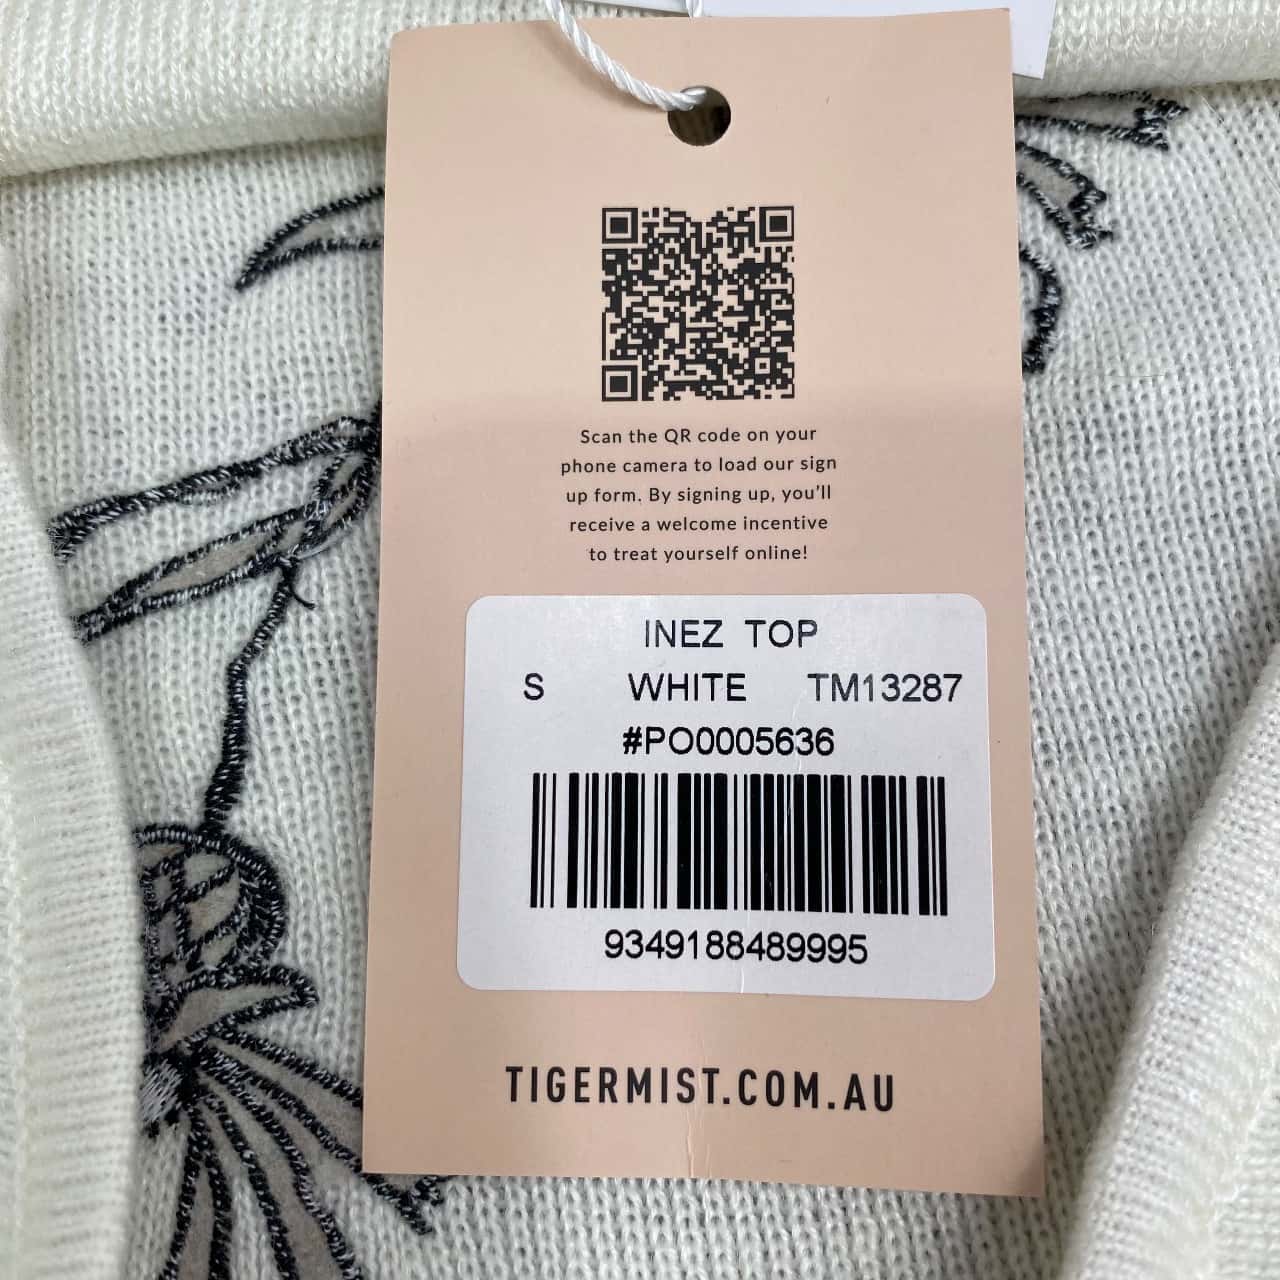 Scan the QR code on your
phone camera to load our sign
up form. By signing up, you'll
receive a welcome incentive
to treat yourself online!
INEZ TOP
S WHITE TM13287
#PO0005636
9349188489995
TIGERMIST.COM.AU